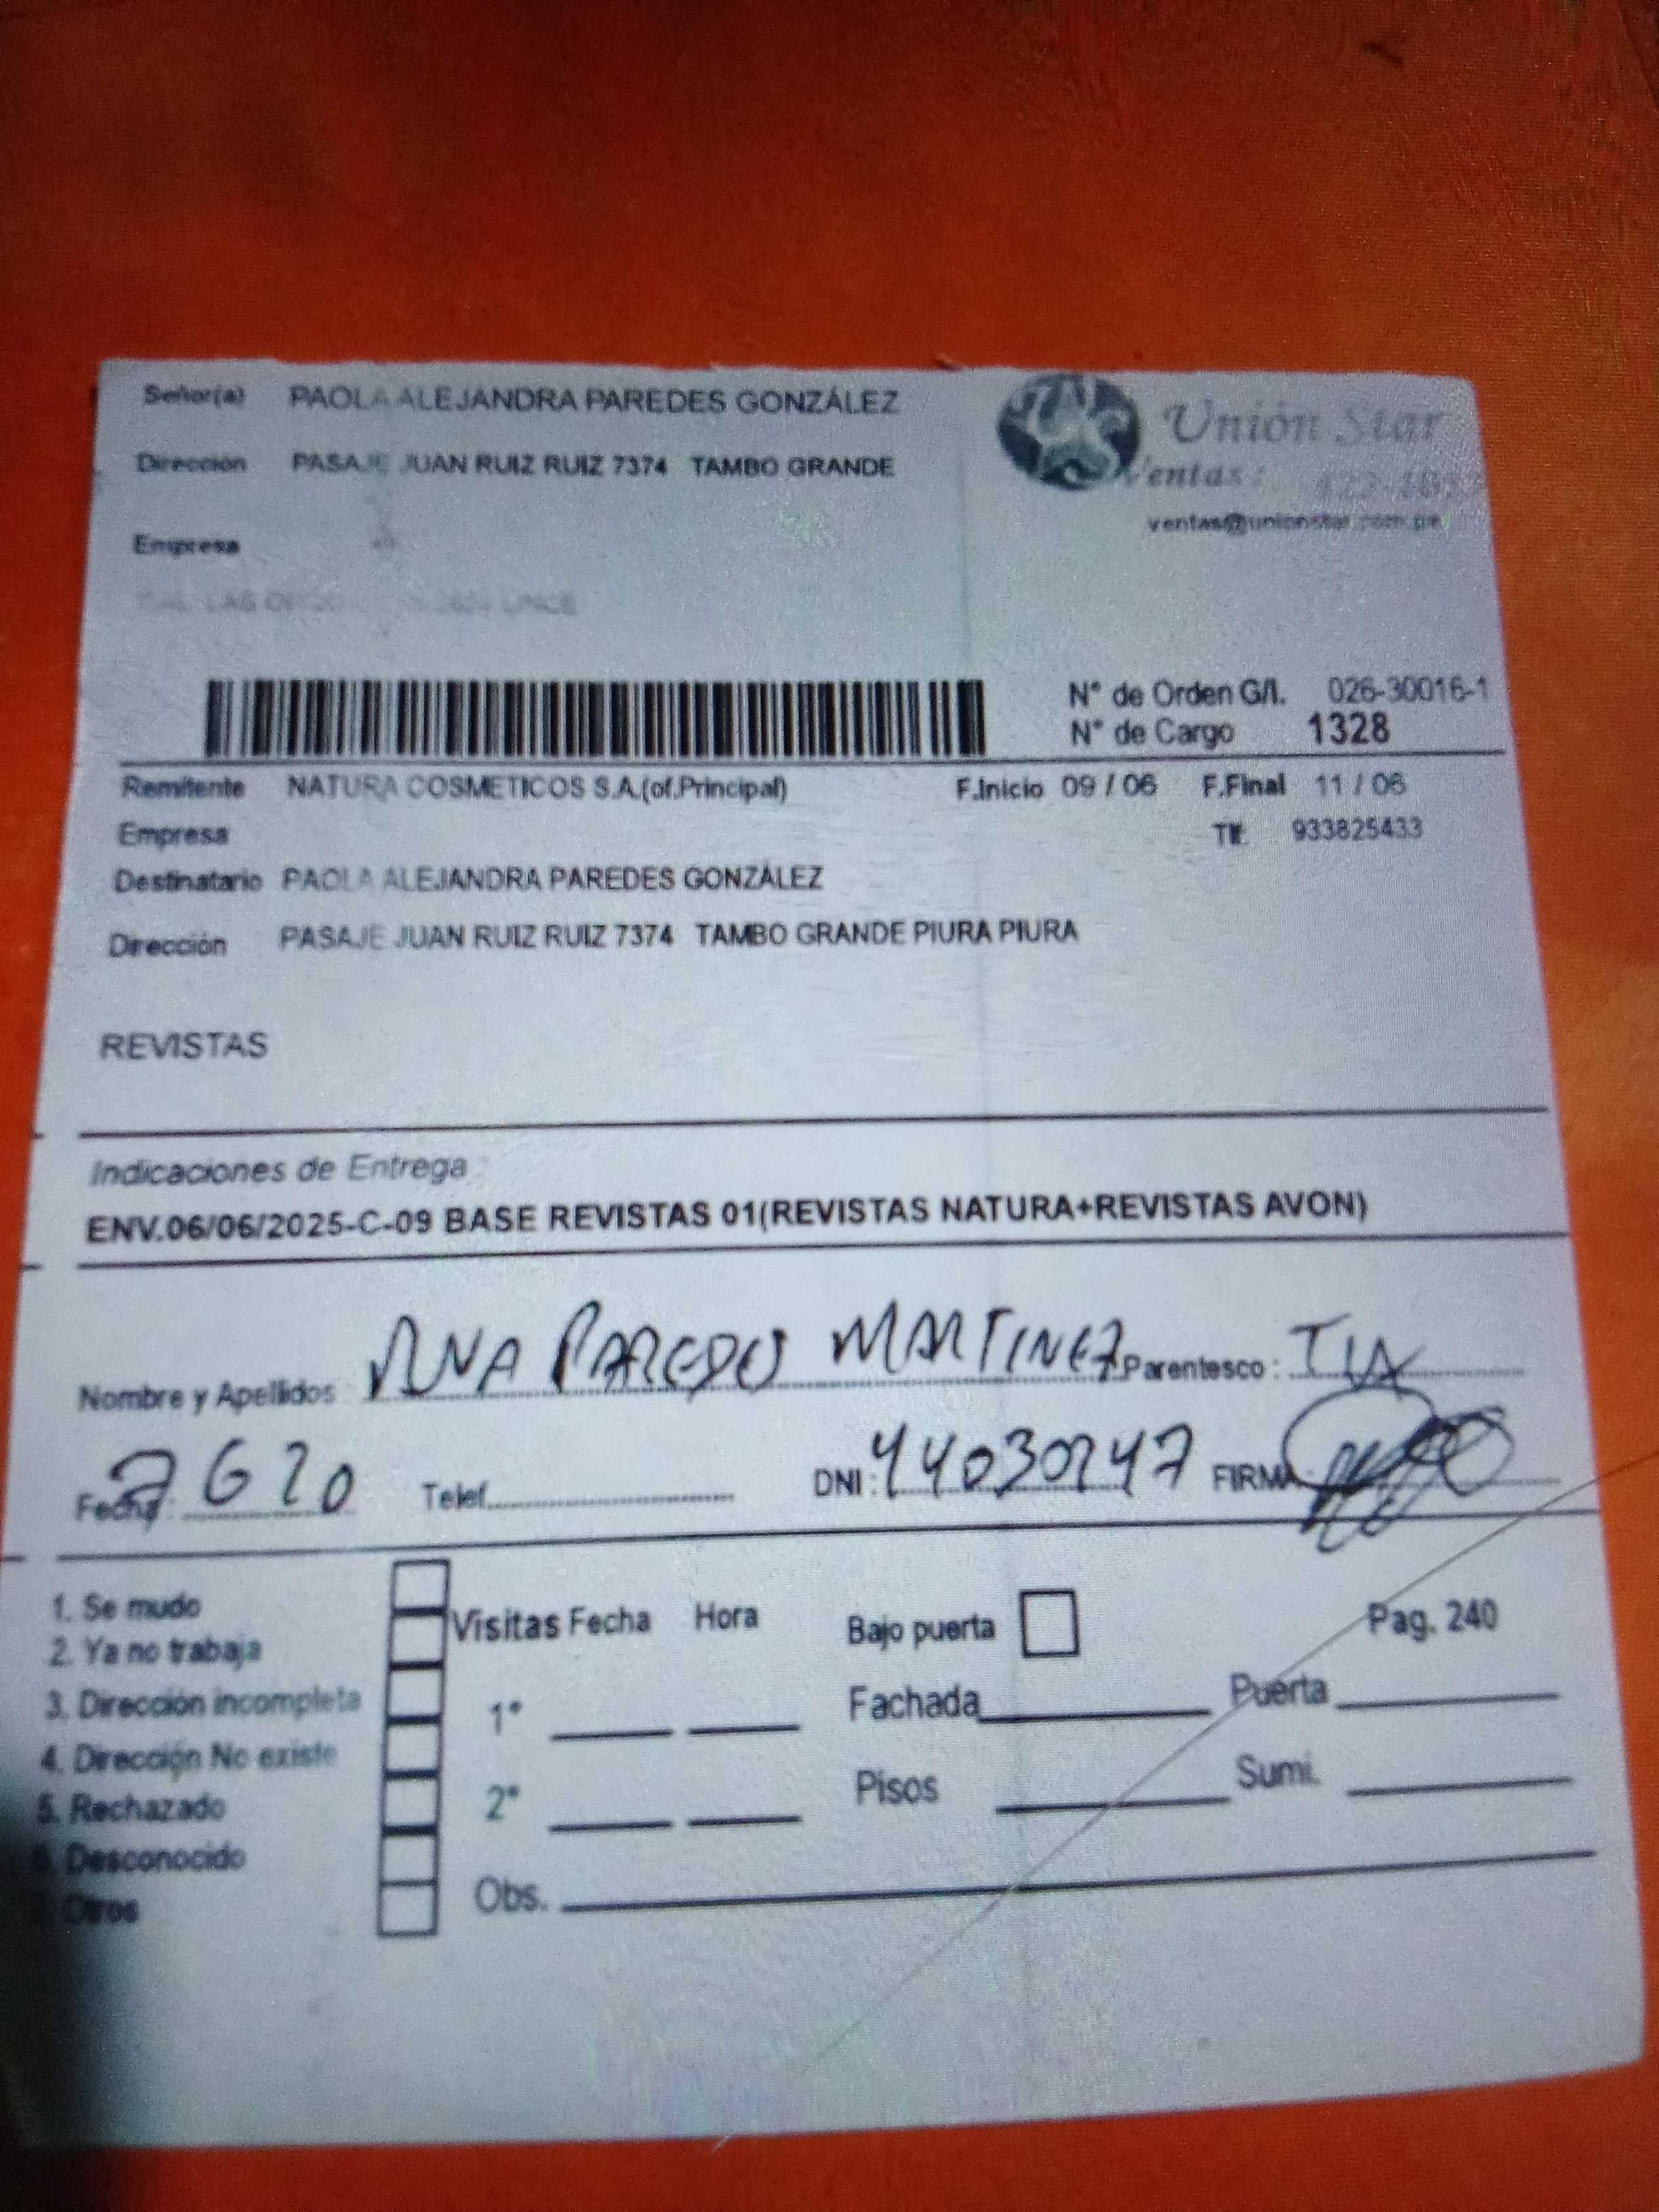 Señor(a) PAOLA ALEJANDRA PAREDES GONZÁLEZ
Unión Star
Dirección PASAJE JUAN RUIZ RUIZ 7374 TAMBO GRANDE
Ventas:
ventas@unionstar.com.pe
Empresa
LINCE
N° de Orden G/I. 026-30016-1
N° de Cargo 1328
Remitente NATURA COSMETICOS S.A.(of.Principal) F.Inicio 09 / 06 F.Final 11 / 06
Empresa 933825433
Destinatario PAOLA ALEJANDRA PAREDES GONZÁLEZ
Dirección PASAJE JUAN RUIZ RUIZ 7374 TAMBO GRANDE PIURA PIURA
REVISTAS
Indicaciones de Entrega :
ENV.06/06/2025-C-09 BASE REVISTAS 01(REVISTAS NATURA+REVISTAS AVON)
Nombre y Apellidos : ANA PAREDES MARTINEZ Parentesco : TIA
Fecha : Telef. DNI : FIRMA
1. Se mudo
2. Ya no trabaja
3. Dirección incompleta
4. Dirección No existe
5. Rechazado
Desconocido
Otros
Visitas Fecha Hora Bajo puerta Pag. 240
1° Fachada Puerta
2° Pisos Sumi.
Obs.